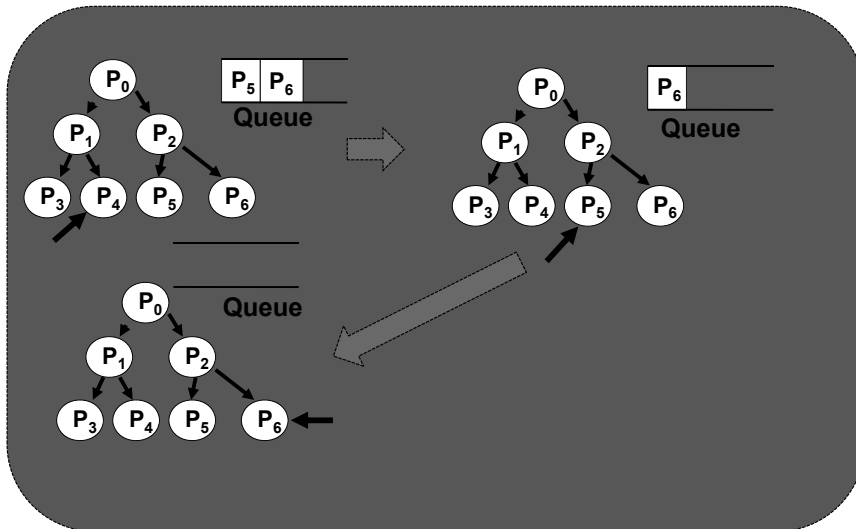 P0
P5 P6
Queue
P1 P2
P3 P4 P5 P6
P0
P6
Queue
P1 P2
P3 P4 P5 P6
P0
Queue
P1 P2
P3 P4 P5 P6